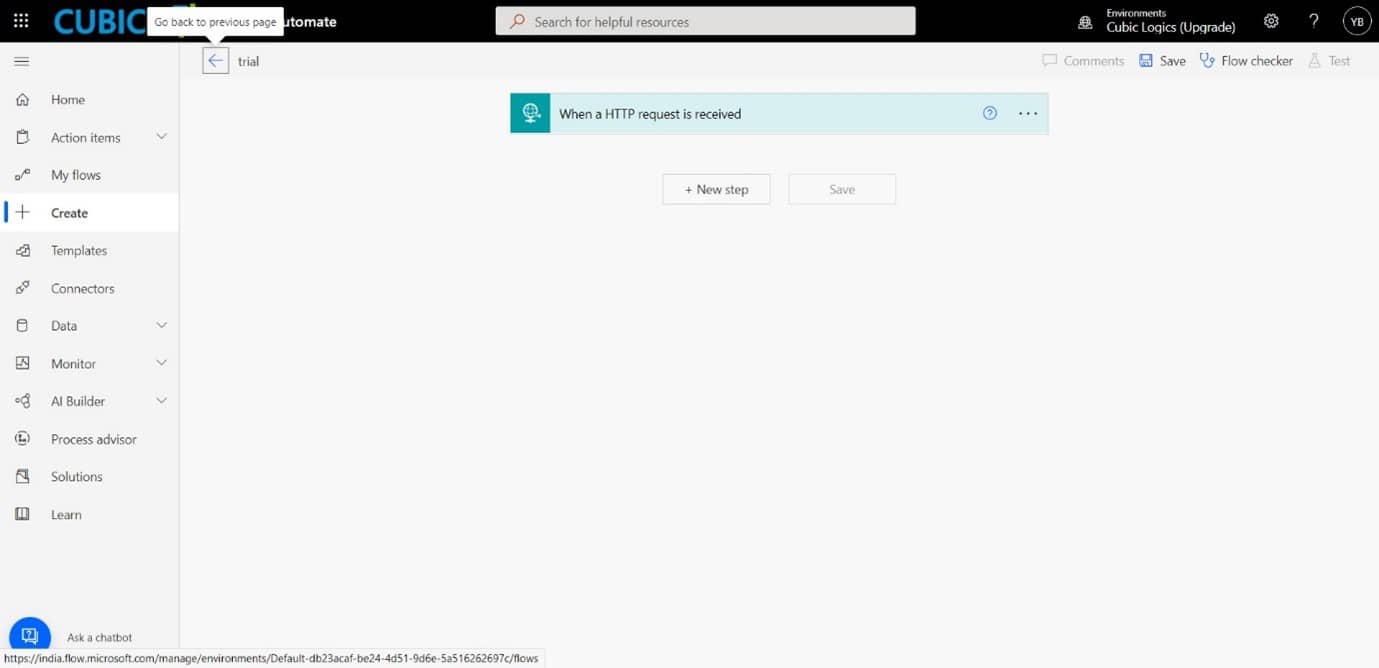 CUBIC
Go back to previous page
utomate
Search for helpful resources
Environments
Cubic Logics (Upgrade)
?
YB
trial
Comments
Save
Flow checker
Test
Home
Action items
My flows
Create
Templates
Connectors
Data
Monitor
AI Builder
Process advisor
Solutions
Learn
When a HTTP request is received
?
...
+ New step
Save
Ask a chatbot
https://india.flow.microsoft.com/manage/environments/Default-db23acaf-be24-4d51-9d6e-5a516262697c/flows